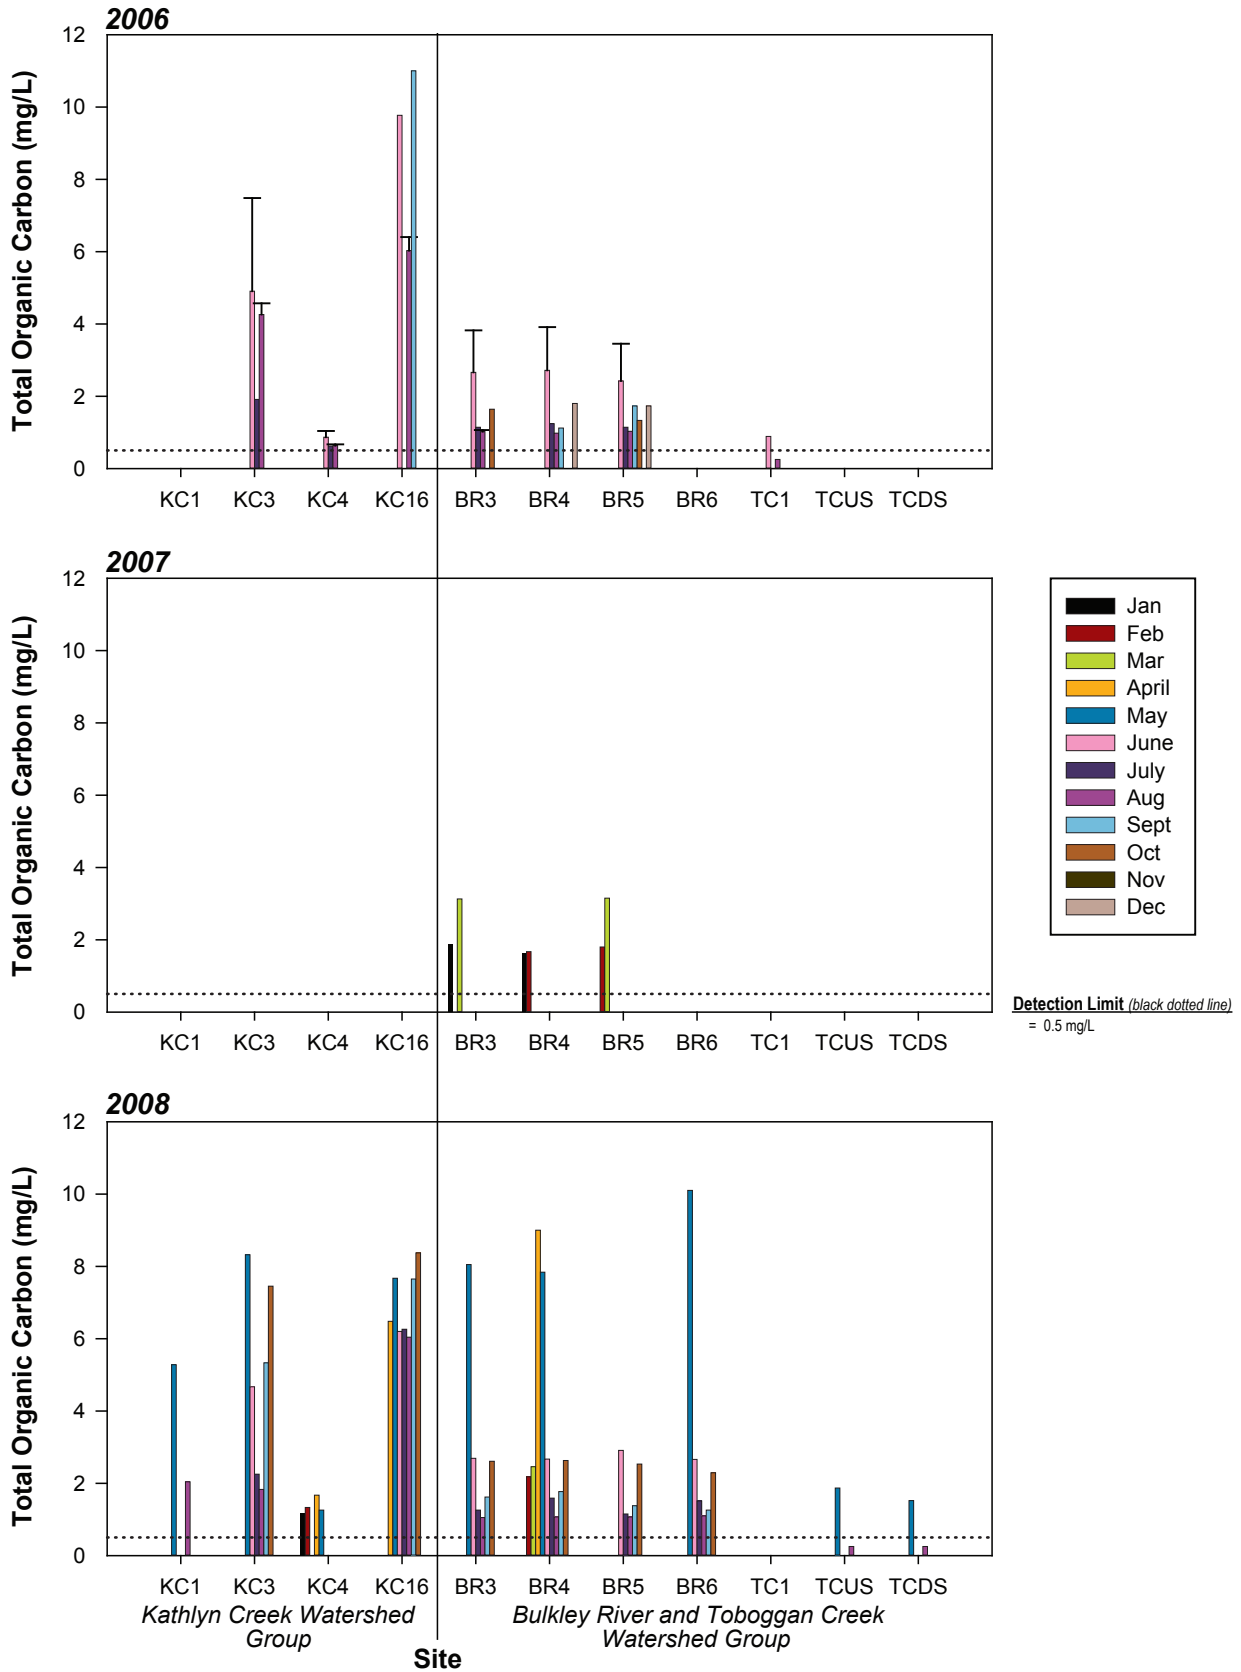 2006
Total Organic Carbon (mg/L)
12
10
8
6
4
2
0
KC1 KC3 KC4 KC16 BR3 BR4 BR5 BR6 TC1 TCUS TCDS
2007
Total Organic Carbon (mg/L)
12
10
8
6
4
2
0
KC1 KC3 KC4 KC16 BR3 BR4 BR5 BR6 TC1 TCUS TCDS
Jan
Feb
Mar
April
May
June
July
Aug
Sept
Oct
Nov
Dec
Detection Limit (black dotted line)
= 0.5 mg/L
2008
Total Organic Carbon (mg/L)
12
10
8
6
4
2
0
KC1 KC3 KC4 KC16 BR3 BR4 BR5 BR6 TC1 TCUS TCDS
Kathlyn Creek Watershed
Group
Bulkley River and Toboggan Creek
Watershed Group
Site